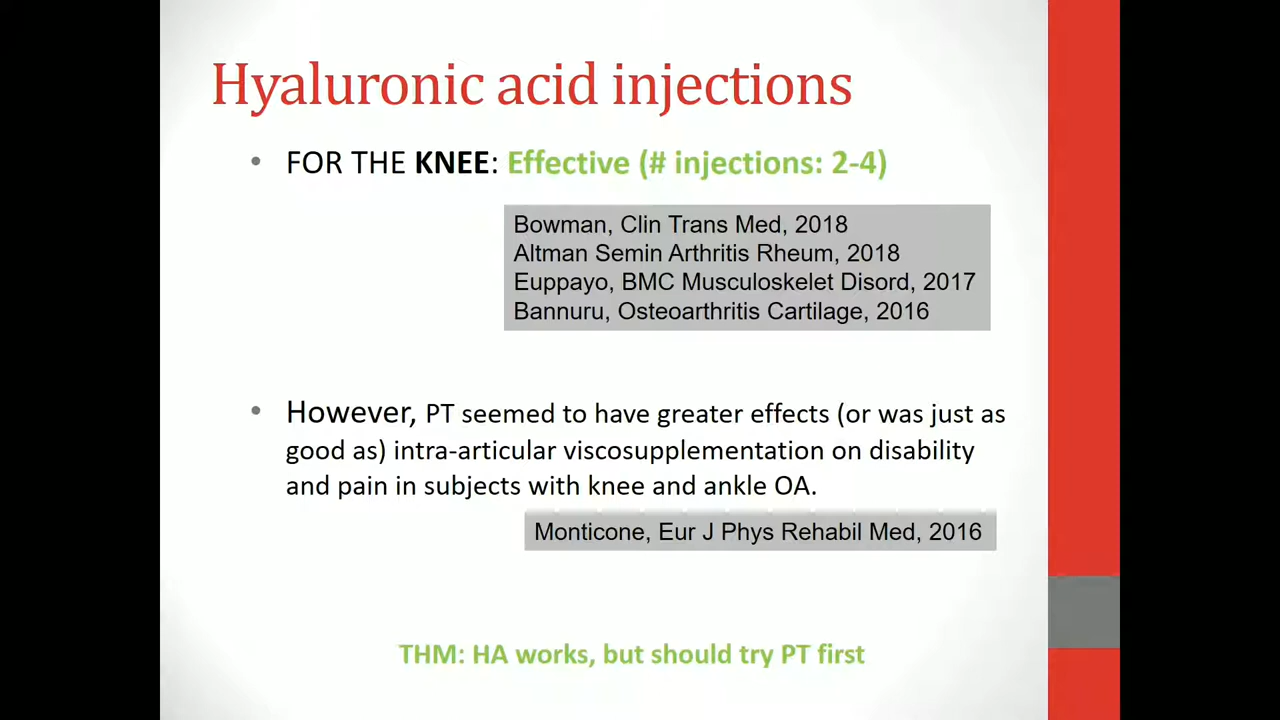 Hyaluronic acid injections
• FOR THE KNEE: Effective (# injections: 2-4)
Bowman, Clin Trans Med, 2018
Altman Semin Arthritis Rheum, 2018
Euppayo, BMC Musculoskelet Disord, 2017
Bannuru, Osteoarthritis Cartilage, 2016
• However, PT seemed to have greater effects (or was just as
good as) intra-articular viscosupplementation on disability
and pain in subjects with knee and ankle OA.
Monticone, Eur J Phys Rehabil Med, 2016
THM: HA works, but should try PT first